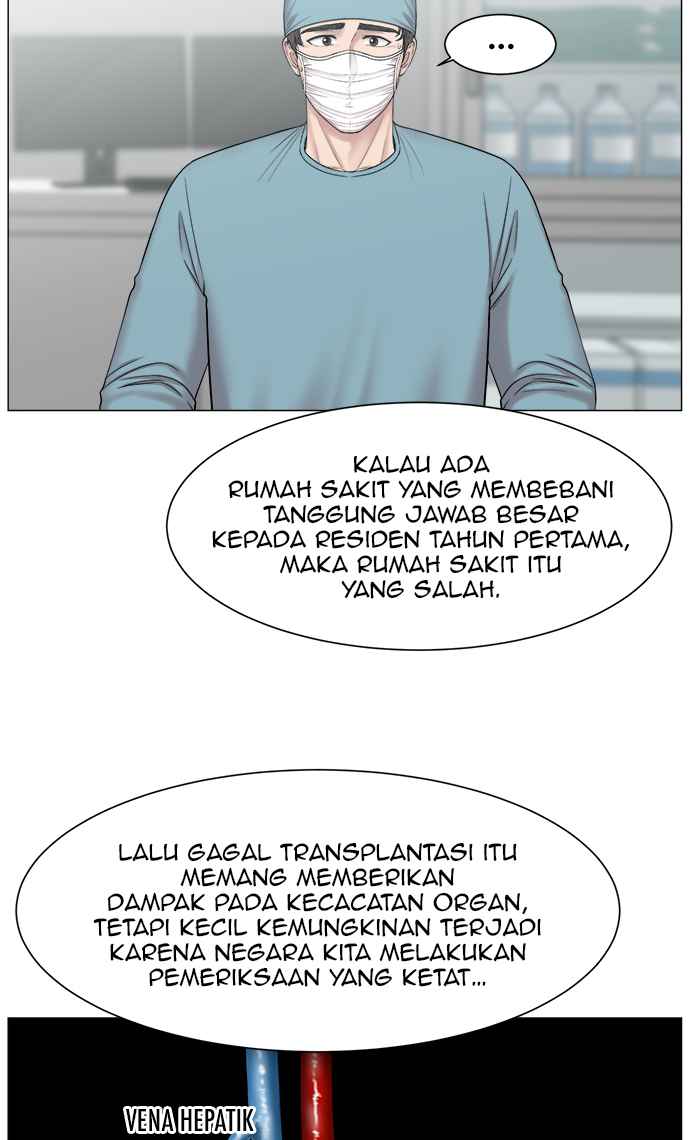 ...
KALAU ADA
RUMAH SAKIT YANG MEMBEBANI
TANGGUNG JAWAB BESAR
KEPADA RESIDEN TAHUN PERTAMA,
MAKA RUMAH SAKIT ITU
YANG SALAH.
LALU GAGAL TRANSPLANTASI ITU
MEMANG MEMBERIKAN
DAMPAK PADA KECACATAN ORGAN,
TETAPI KECIL KEMUNGKINAN TERJADI
KARENA NEGARA KITA MELAKUKAN
PEMERIKSAAN YANG KETAT...
VENA HEPATIK